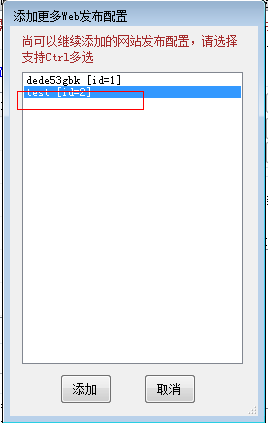 添加更多Web发布配置
尚可以继续添加的网站发布配置，请选择
支持Ctrl多选
dede53gbk [id=1]
test [id=2]
添加
取消